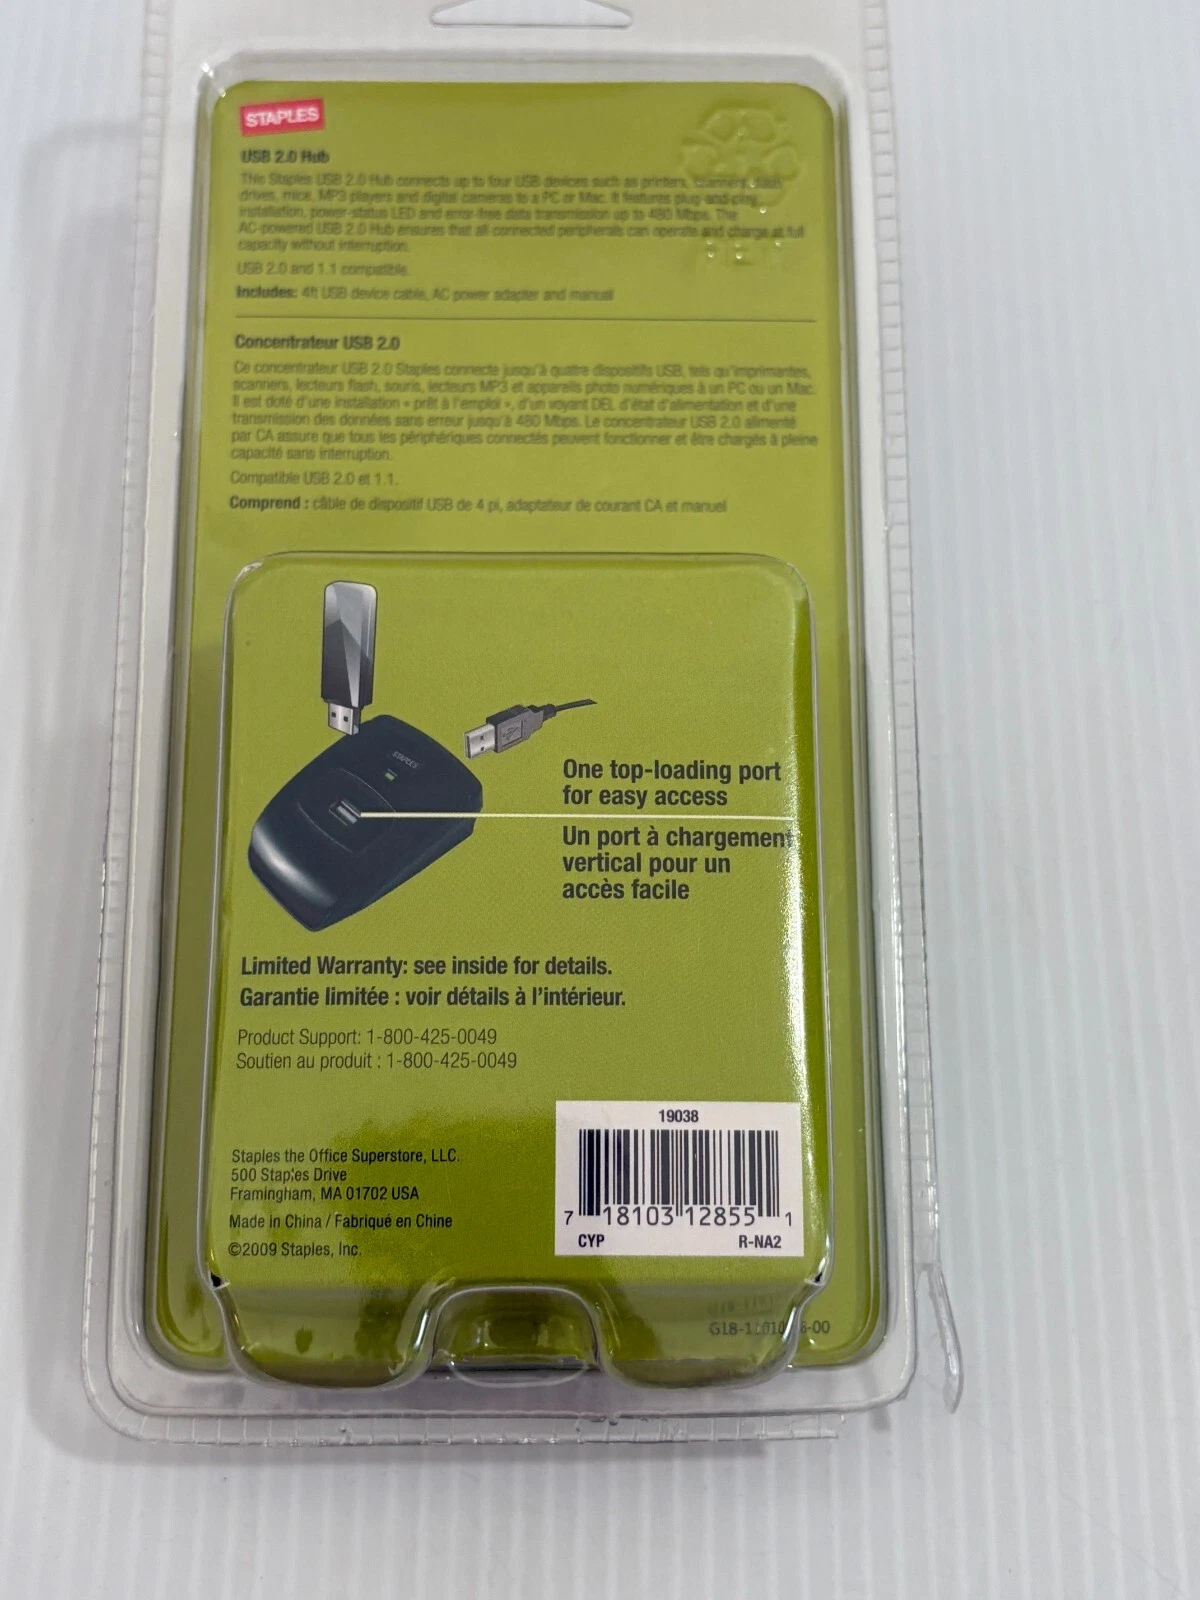 STAPLES
USB 2.0 Hub
This Staples USB 2.0 Hub connects up to four USB devices such as printers, scanners, flash
drives, mice, MP3 players and digital cameras to a PC or Mac. It features plug-and-play
installation, power-status LED and error-free data transmission up to 480 Mbps. The
AC-powered USB 2.0 Hub ensures that all connected peripherals can operate and charge at full
capacity without interruption.
USB 2.0 and 1.1 compatible.
Includes: 4ft USB device cable, AC power adapter and manual
Concentrateur USB 2.0
Ce concentrateur USB 2.0 Staples connecte jusqu'à quatre dispositifs USB, tels qu'imprimantes,
scanners, lecteurs flash, souris, lecteurs MP3 et appareils photo numériques à un PC ou un Mac.
Il est doté d'une installation « prêt à l'emploi », d'un voyant DEL d'état d'alimentation et d'une
transmission des données sans erreur jusqu'à 480 Mbps. Le concentrateur USB 2.0 alimenté
par CA assure que tous les périphériques connectés peuvent fonctionner et être chargés à pleine
capacité sans interruption.
Compatible USB 2.0 et 1.1.
Comprend : câble de dispositif USB de 4 pi, adaptateur de courant CA et manuel
STAPLES
One top-loading port
for easy access
Un port à chargement
vertical pour un
accès facile
Limited Warranty: see inside for details.
Garantie limitée : voir détails à l'intérieur.
Product Support: 1-800-425-0049
Soutien au produit : 1-800-425-0049
Staples the Office Superstore, LLC.
500 Staples Drive
Framingham, MA 01702 USA
Made in China / Fabriqué en Chine
©2009 Staples, Inc.
19038
7 18103 12855 1
CYP R-NA2